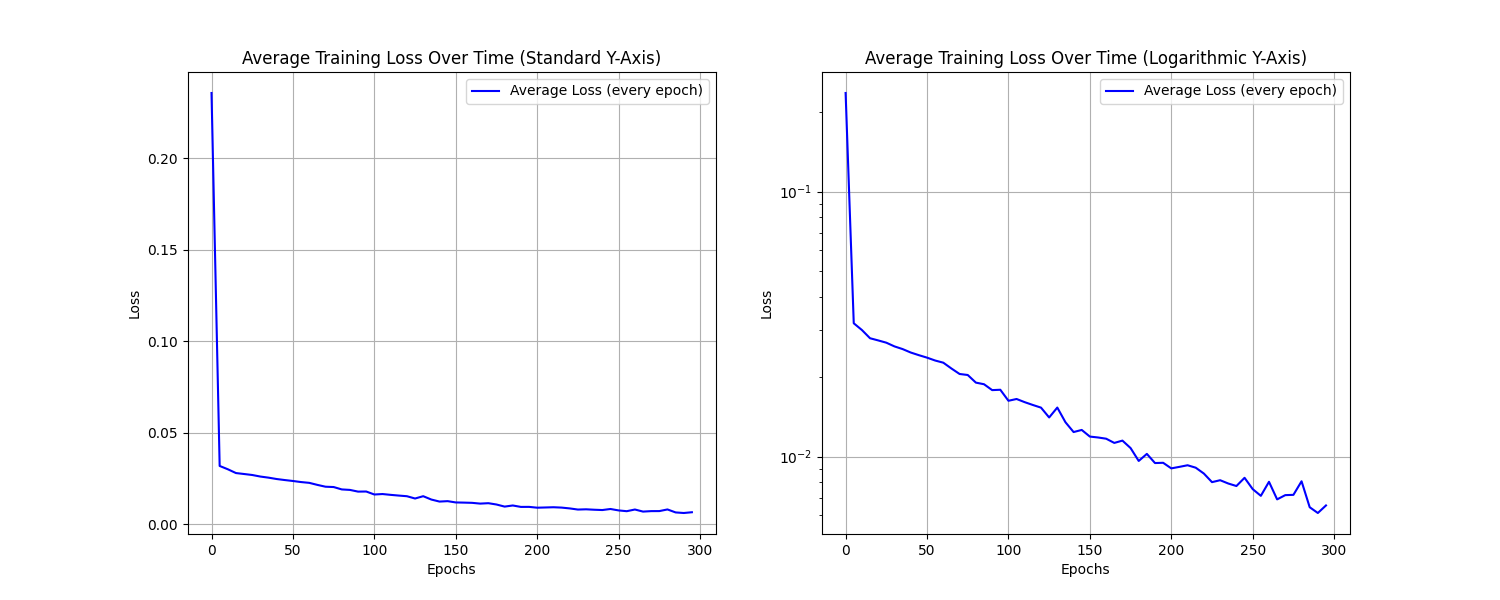 Average Training Loss Over Time (Standard Y-Axis)
Average Loss (every epoch)
0.20
0.15
0.10
0.05
0.00
Loss
0
50
100
150
200
250
300
Epochs
Average Training Loss Over Time (Logarithmic Y-Axis)
Average Loss (every epoch)
10⁻¹
10⁻²
Loss
0
50
100
150
200
250
300
Epochs